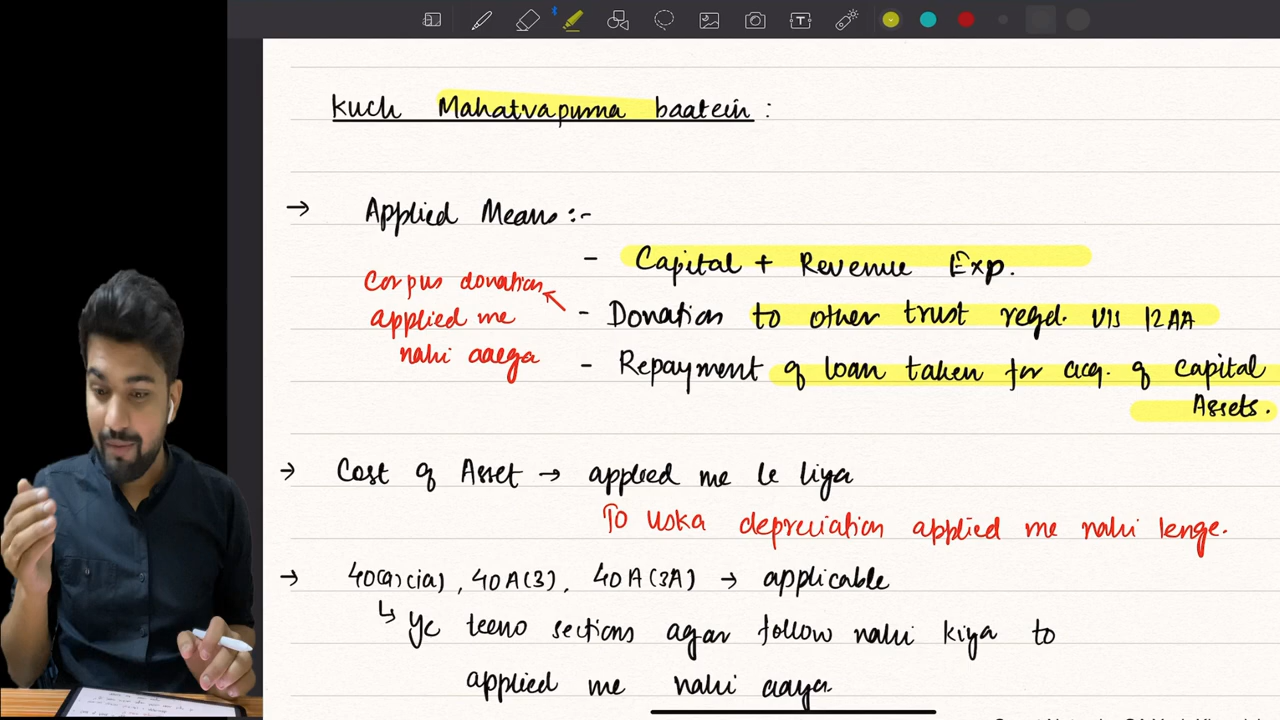 Kuch Mahatvapurna baatein :
→ Applied Means :-
- Capital + Revenue Exp.
Corpus donation
applied me
nahi aaega
- Donation to other trust regd. U/s 12AA
- Repayment of loan taken for acq. of Capital
Assets.
→ Cost of Asset → applied me le liya
To uska depreciation applied me nahi lenge.
→ 40(a)(ia), 40A(3), 40A(3A) → applicable
↳ Ye teeno sections agar follow nahi kiya to
applied me nahi aaya